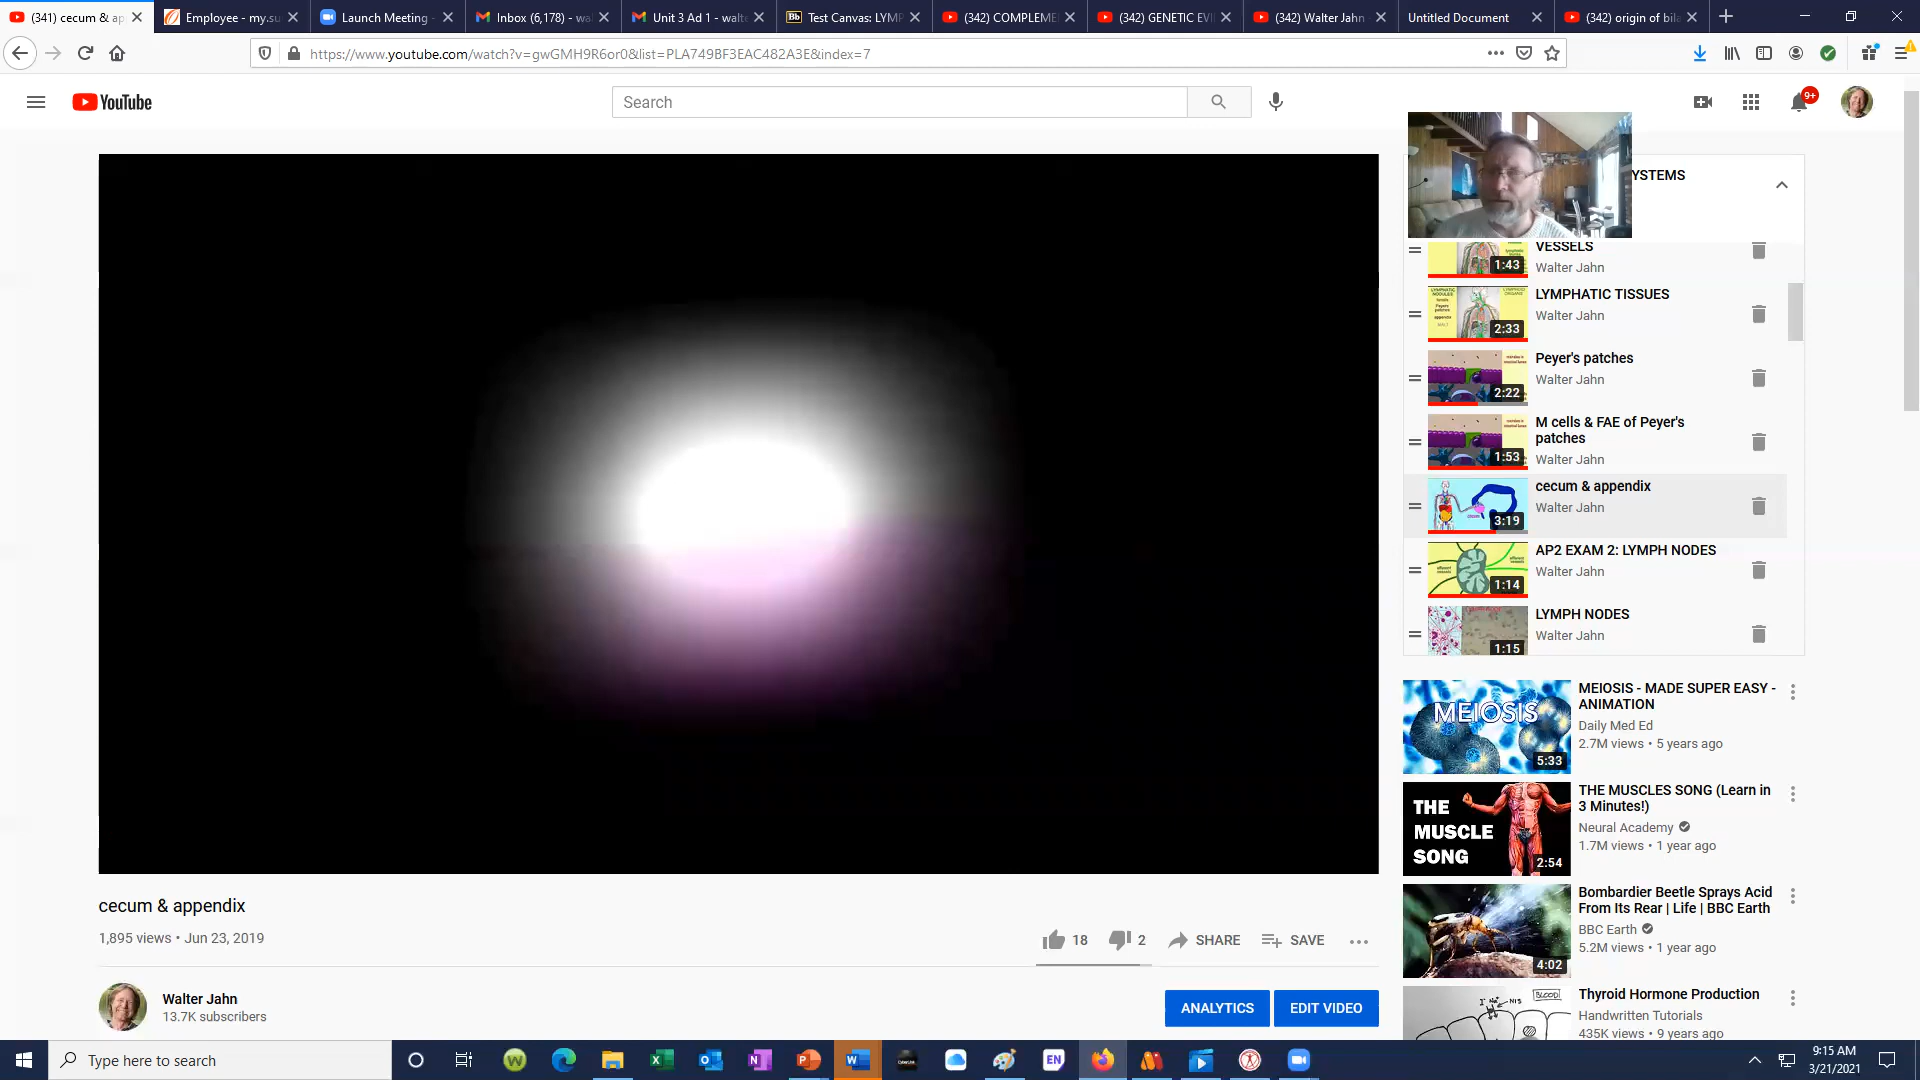 (341) cecum & ap
Employee - my.su
Launch Meeting -
Inbox (6,178) - wal
Unit 3 Ad 1 - walte
Bb Test Canvas: LYMP
(342) COMPLEME
(342) GENETIC EVI
(342) Walter Jahn -
Untitled Document
(342) origin of bila
https://www.youtube.com/watch?v=gwGMH9R6or0&list=PLA749BF3EAC482A3E&index=7
YouTube
Search
9+
YSTEMS
VESSELS
Walter Jahn
1:43
LYMPHATIC TISSUES
Walter Jahn
2:33
Peyer's patches
Walter Jahn
2:22
M cells & FAE of Peyer's
patches
Walter Jahn
1:53
cecum & appendix
Walter Jahn
3:19
AP2 EXAM 2: LYMPH NODES
Walter Jahn
1:14
LYMPH NODES
Walter Jahn
1:15
MEIOSIS
5:33
MEIOSIS - MADE SUPER EASY -
ANIMATION
Daily Med Ed
2.7M views • 5 years ago
THE
MUSCLE
SONG
2:54
THE MUSCLES SONG (Learn in
3 Minutes!)
Neural Academy
1.7M views • 1 year ago
4:02
Bombardier Beetle Sprays Acid
From Its Rear | Life | BBC Earth
BBC Earth
5.2M views • 1 year ago
BLOOD
Thyroid Hormone Production
Handwritten Tutorials
435K views • 9 years ago
cecum & appendix
1,895 views • Jun 23, 2019
18
2
SHARE
SAVE
Walter Jahn
13.7K subscribers
ANALYTICS
EDIT VIDEO
Type here to search
EN
9:15 AM
3/21/2021